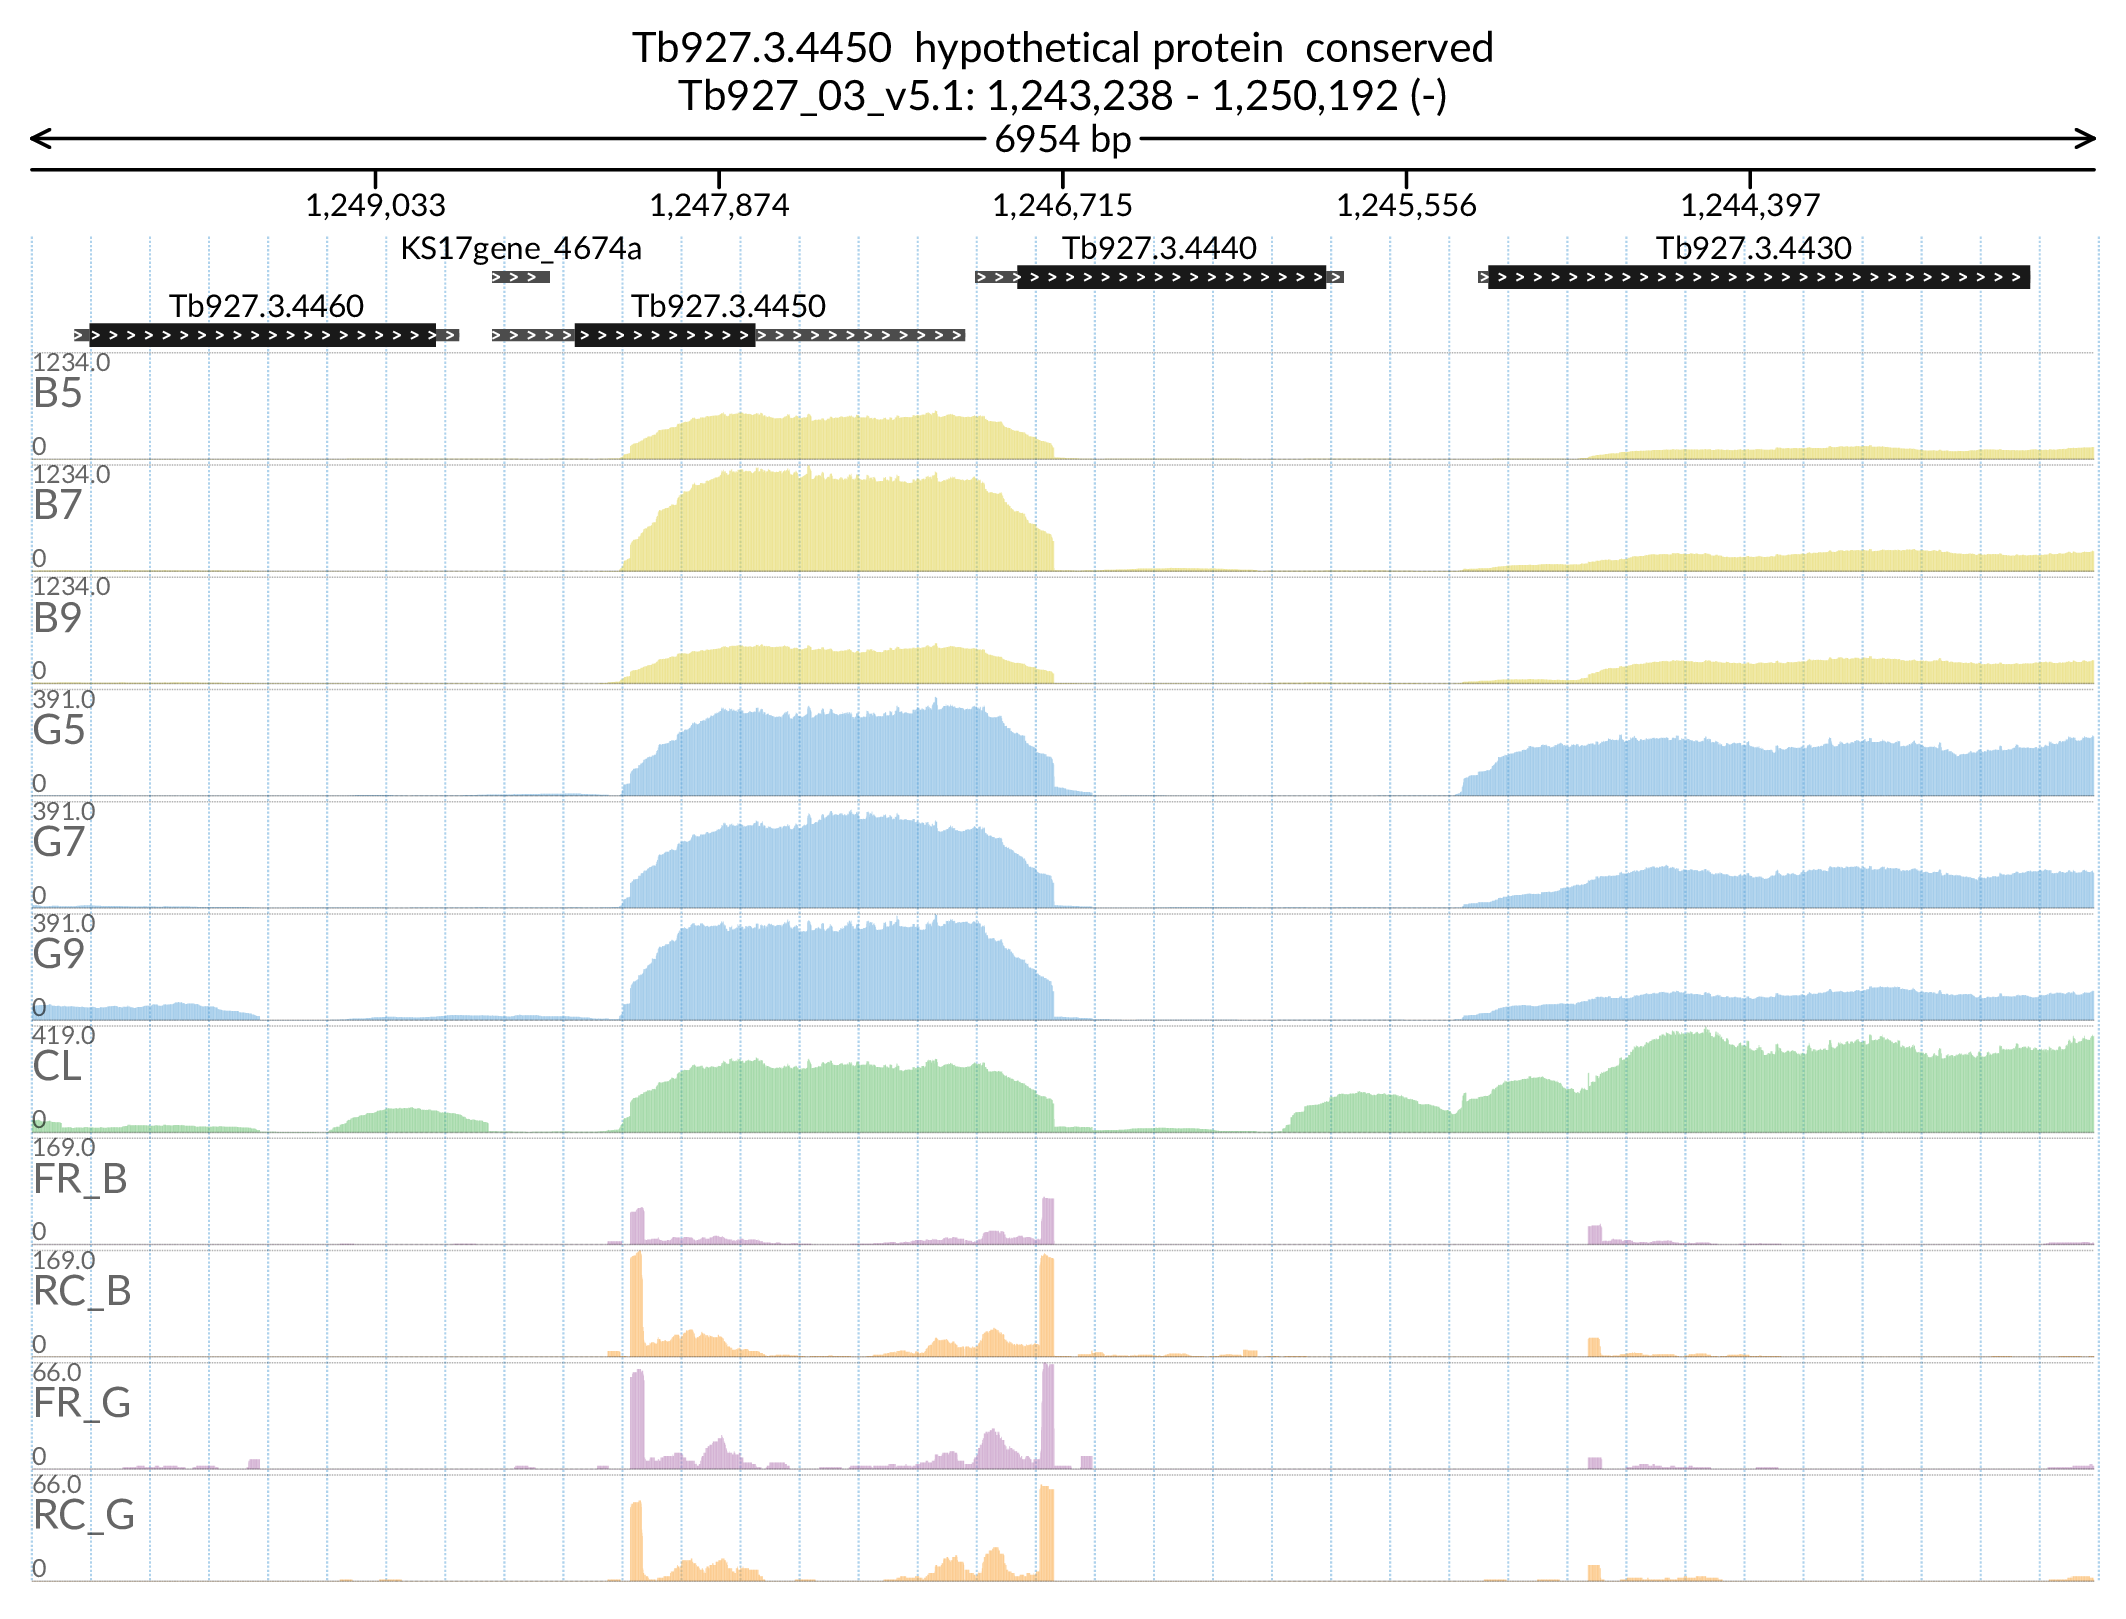 Tb927.3.4450  hypothetical protein  conserved
Tb927_03_v5.1: 1,243,238 - 1,250,192 (-)
6954 bp
1,249,033 1,247,874 1,246,715 1,245,556 1,244,397
KS17gene_4674a Tb927.3.4440 Tb927.3.4430
Tb927.3.4460 Tb927.3.4450
1234.0
B5
0
1234.0
B7
0
1234.0
B9
0
391.0
G5
0
391.0
G7
0
391.0
G9
0
419.0
CL
0
169.0
FR_B
0
169.0
RC_B
0
66.0
FR_G
0
66.0
RC_G
0